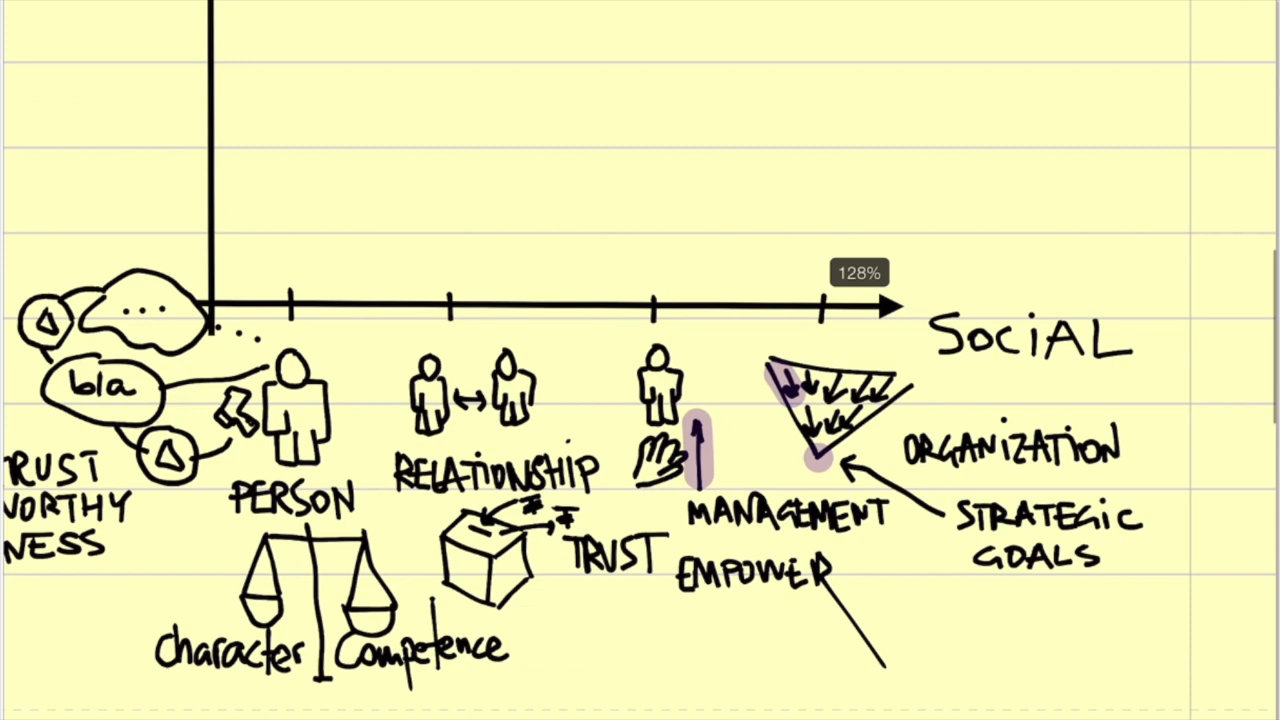 128%
SOCIAL
...
bla
TRUST
WORTHY
NESS
PERSON
RELATIONSHIP
MANAGEMENT
ORGANIZATION
STRATEGIC
GOALS
TRUST
EMPOWER
Character
Competence